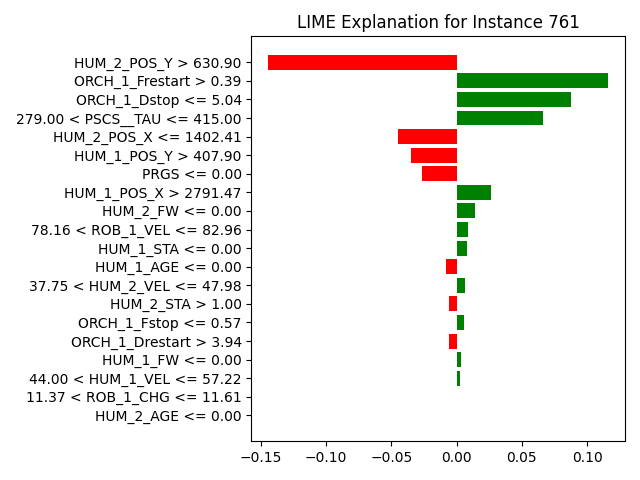 LIME Explanation for Instance 761
HUM_2_POS_Y > 630.90
ORCH_1_Frestart > 0.39
ORCH_1_Dstop <= 5.04
279.00 < PSCS__TAU <= 415.00
HUM_2_POS_X <= 1402.41
HUM_1_POS_Y > 407.90
PRGS <= 0.00
HUM_1_POS_X > 2791.47
HUM_2_FW <= 0.00
78.16 < ROB_1_VEL <= 82.96
HUM_1_STA <= 0.00
HUM_1_AGE <= 0.00
37.75 < HUM_2_VEL <= 47.98
HUM_2_STA > 1.00
ORCH_1_Fstop <= 0.57
ORCH_1_Drestart > 3.94
HUM_1_FW <= 0.00
44.00 < HUM_1_VEL <= 57.22
11.37 < ROB_1_CHG <= 11.61
HUM_2_AGE <= 0.00
−0.15 −0.10 −0.05 0.00 0.05 0.10